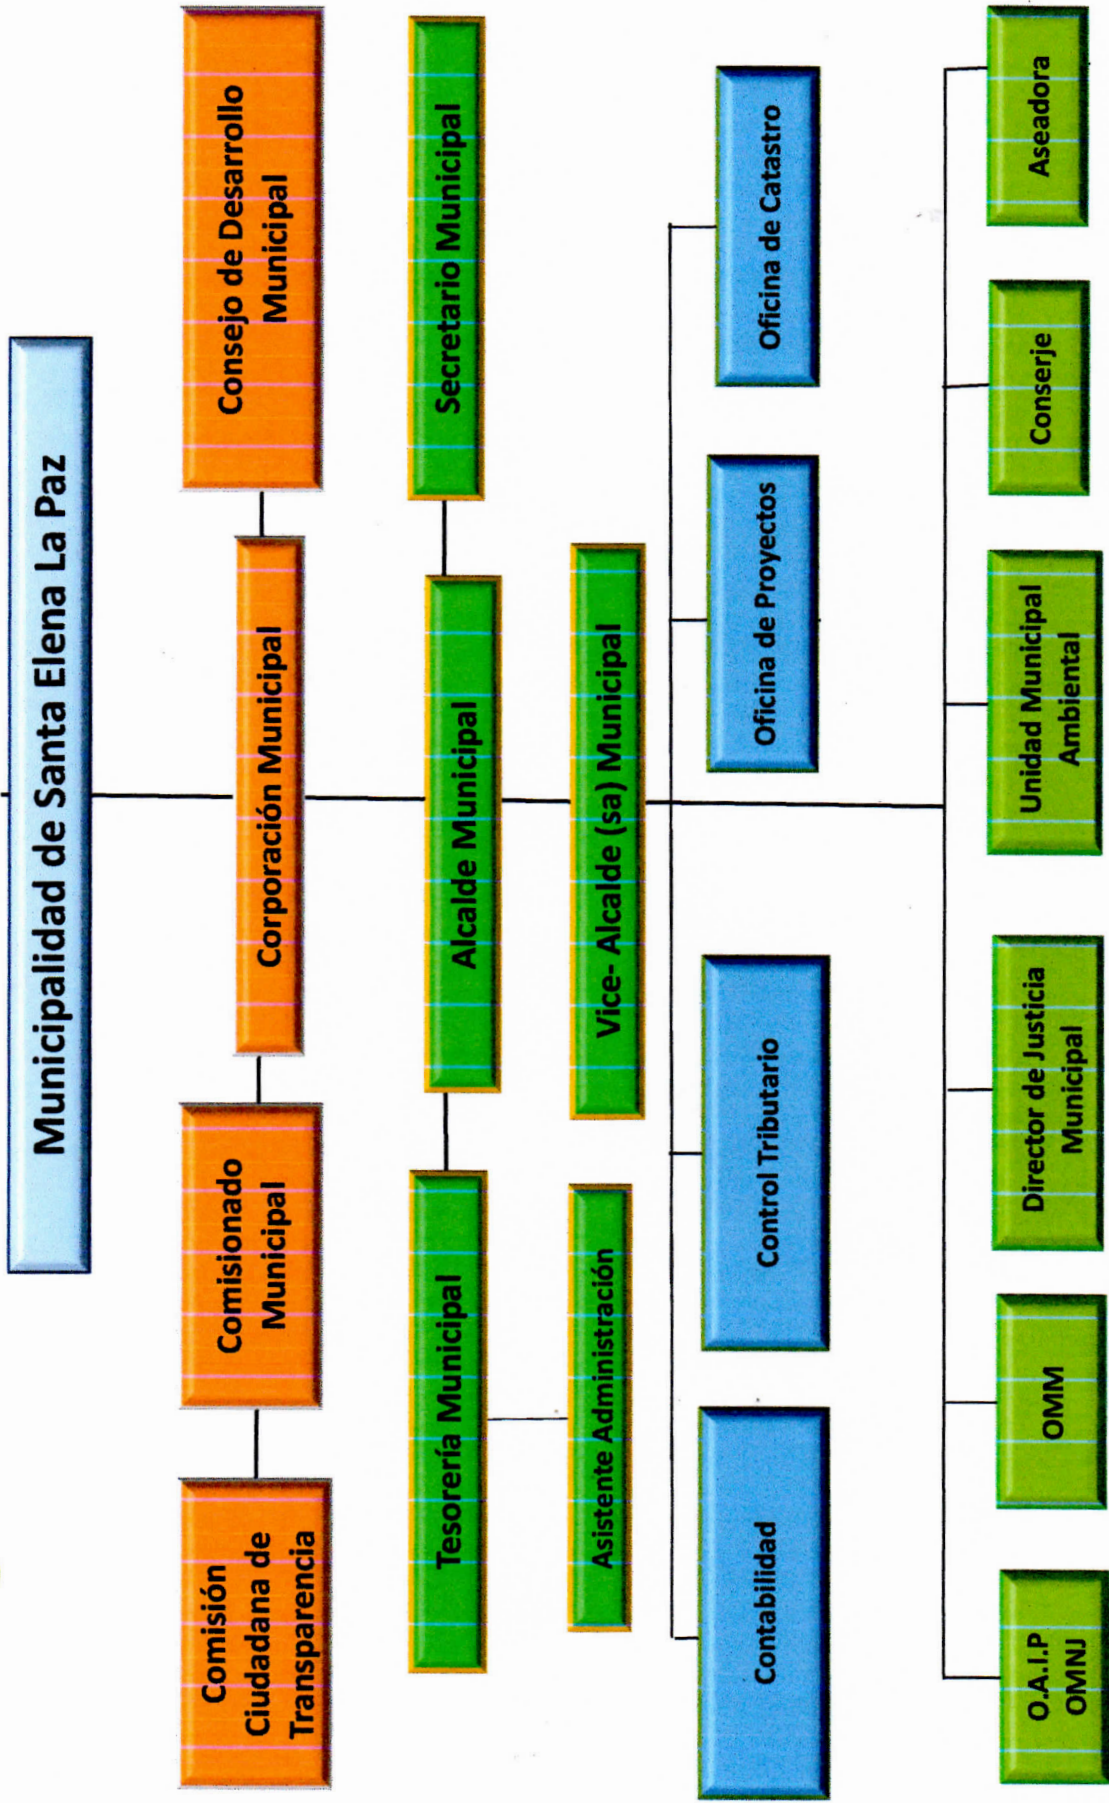 Municipalidad de Santa Elena La Paz
Comisión
Ciudadana de
Transparencia
Comisionado
Municipal
Corporación Municipal
Consejo de Desarrollo
Municipal
Tesorería Municipal
Alcalde Municipal
Secretario Municipal
Asistente Administración
Vice- Alcalde (sa) Municipal
Contabilidad
Control Tributario
Oficina de Proyectos
Oficina de Catastro
O.A.I.P
OMNJ
OMM
Director de Justicia
Municipal
Unidad Municipal
Ambiental
Conserje
Aseadora